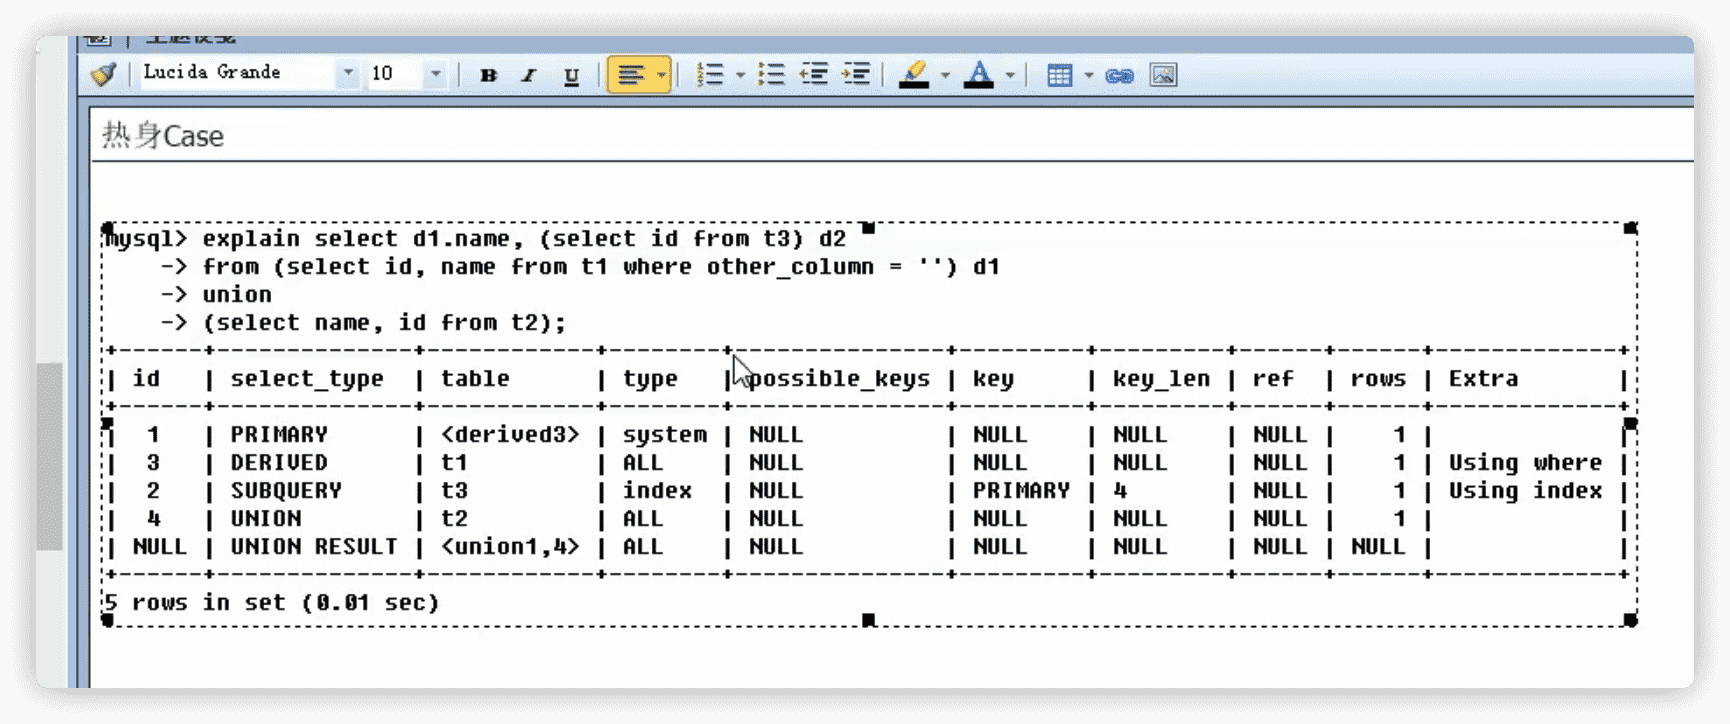 Lucida Grande 10 B I U
热身Case
mysql> explain select d1.name, (select id from t3) d2
-> from (select id, name from t1 where other_column = '') d1
-> union
-> (select name, id from t2);
+------+--------------+------------+-------+---------------+--------+--------+------+------+------------+
| id | select_type | table | type | possible_keys | key | key_len | ref | rows | Extra |
+------+--------------+------------+-------+---------------+--------+--------+------+------+------------+
| 1 | PRIMARY | <derived3> | system | NULL | NULL | NULL | NULL | 1 | |
| 3 | DERIVED | t1 | ALL | NULL | NULL | NULL | NULL | 1 | Using where |
| 2 | SUBQUERY | t3 | index | NULL | PRIMARY | 4 | NULL | 1 | Using index |
| 4 | UNION | t2 | ALL | NULL | NULL | NULL | NULL | 1 | |
| NULL | UNION RESULT | <union1,4> | ALL | NULL | NULL | NULL | NULL | NULL | |
+------+--------------+------------+-------+---------------+--------+--------+------+------+------------+
5 rows in set (0.01 sec)